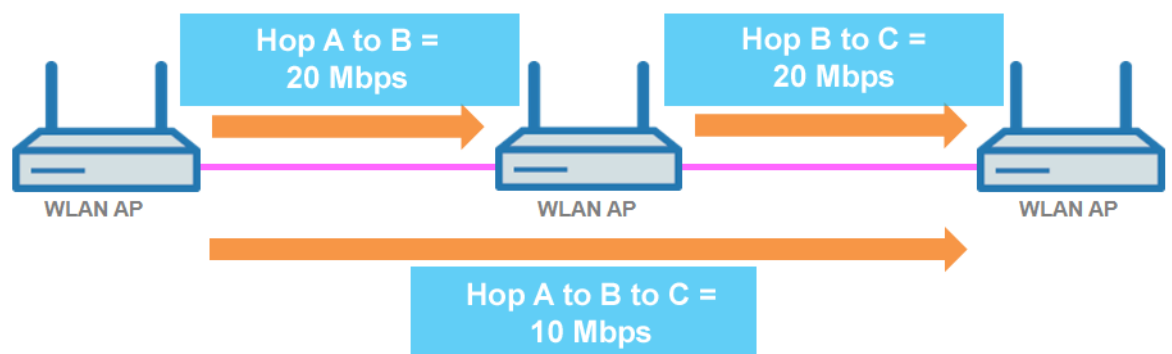 Hop A to B =
20 Mbps
Hop B to C =
20 Mbps
WLAN AP
WLAN AP
WLAN AP
Hop A to B to C =
10 Mbps